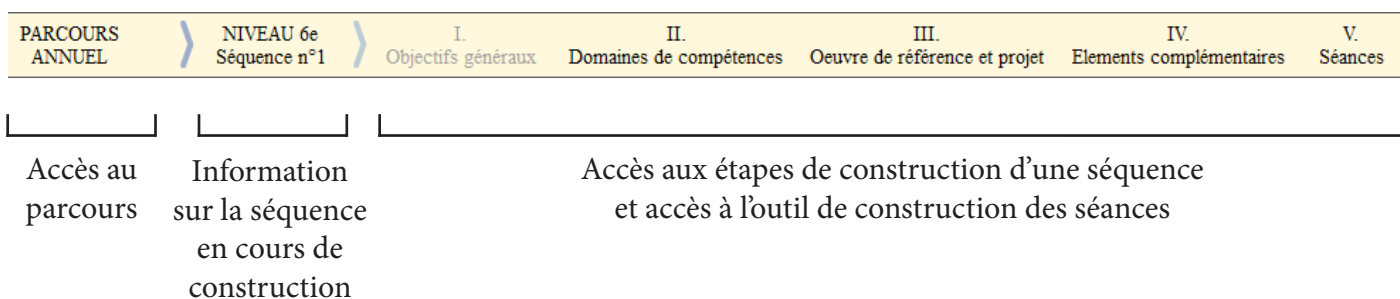 PARCOURS
ANNUEL
NIVEAU 6e
Séquence n°1
I.
Objectifs généraux
II.
Domaines de compétences
III.
Oeuvre de référence et projet
IV.
Elements complémentaires
V.
Séances
Accès au
parcours
Information
sur la séquence
en cours de
construction
Accès aux étapes de construction d’une séquence
et accès à l’outil de construction des séances